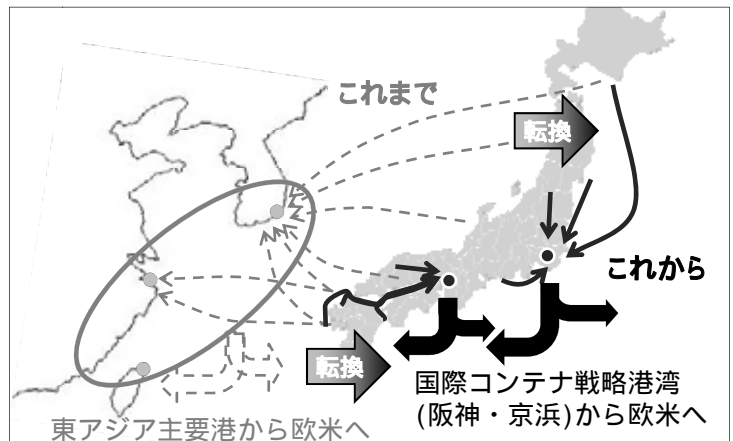 これまで
転換
これから
転換
国際コンテナ戦略港湾
(阪神・京浜)から欧米へ
東アジア主要港から欧米へ